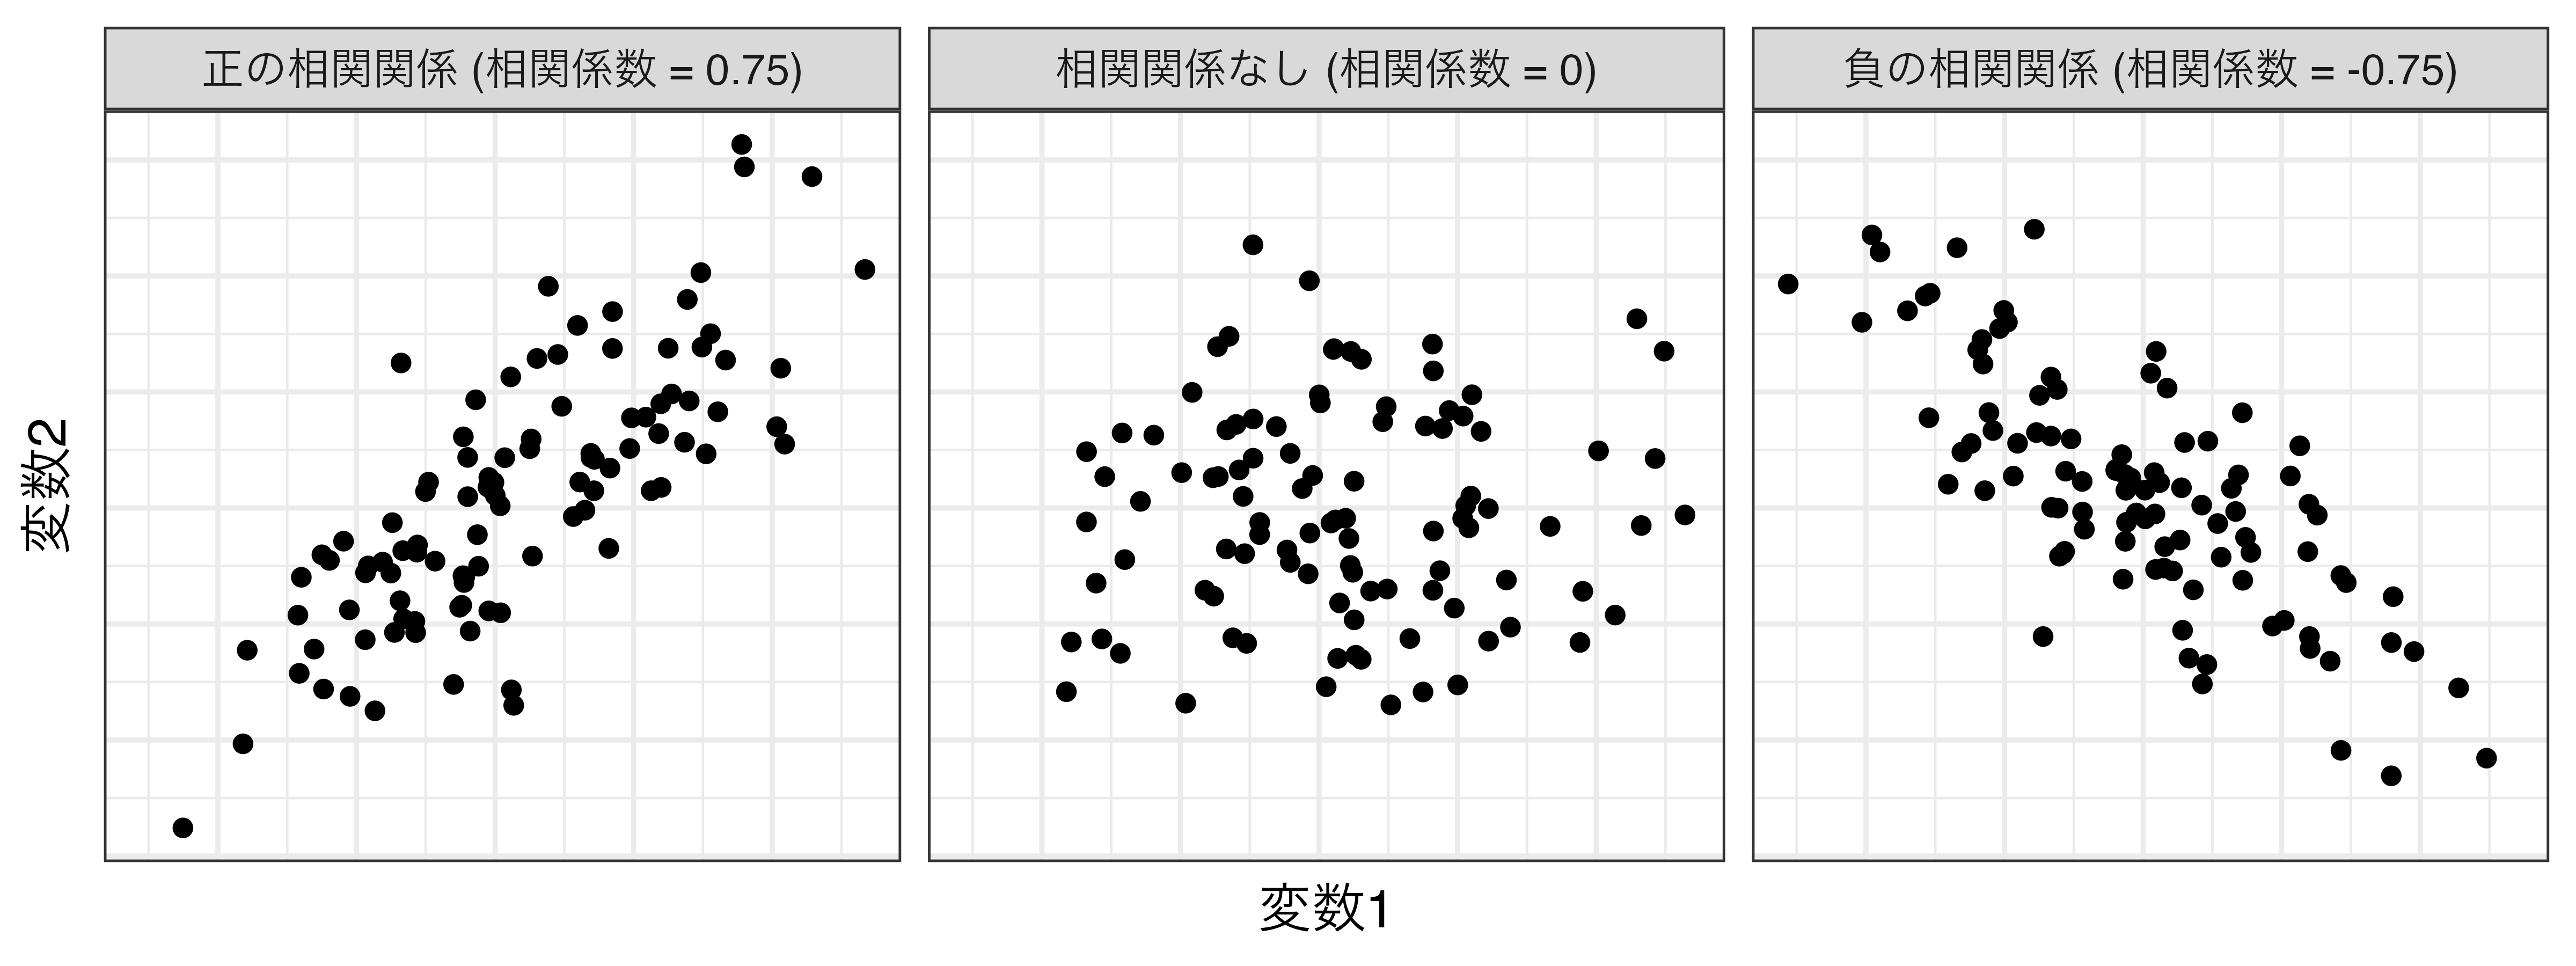 正の相関関係 (相関係数 = 0.75)
相関関係なし (相関係数 = 0)
負の相関関係 (相関係数 = -0.75)
変数2
変数1